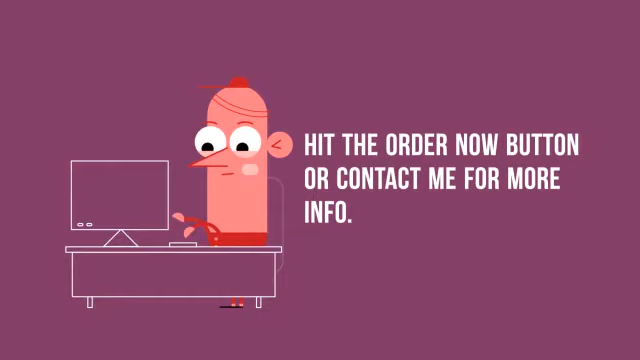 HIT THE ORDER NOW BUTTON
OR CONTACT ME FOR MORE
INFO.